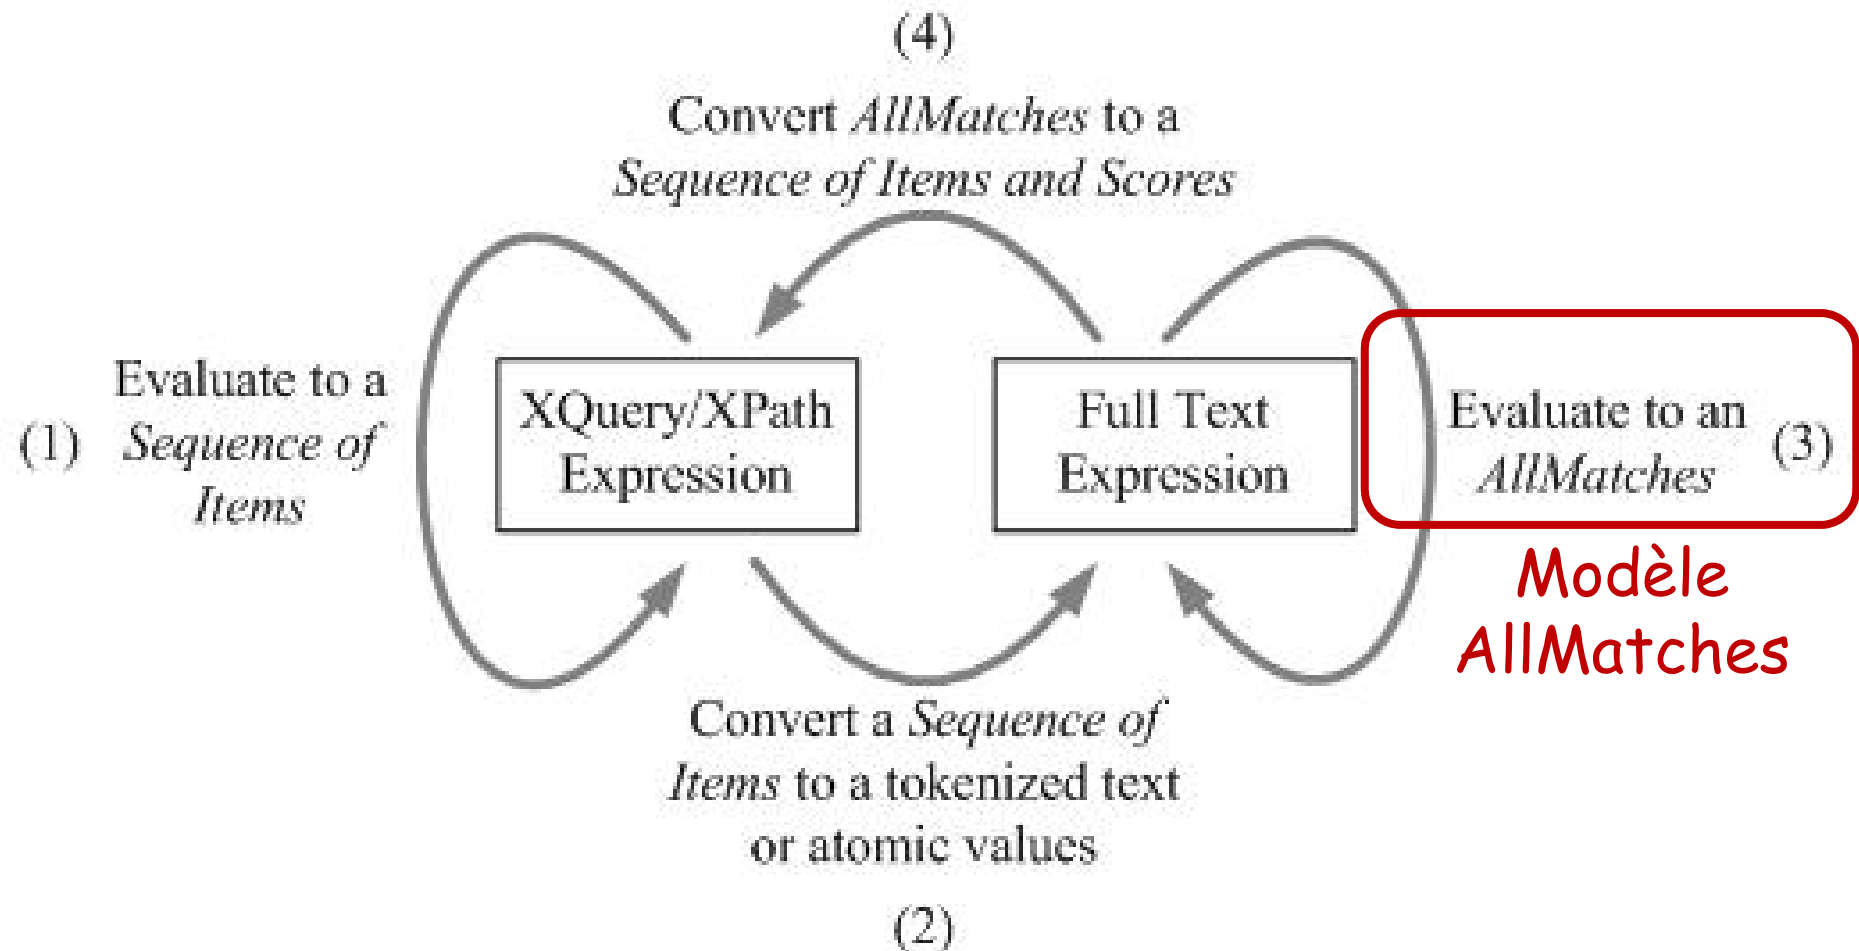 (4)
Convert AllMatches to a
Sequence of Items and Scores
Evaluate to a
(1) Sequence of
Items
XQuery/XPath
Expression
Full Text
Expression
Evaluate to an
AllMatches
(3)
Modèle
AllMatches
Convert a Sequence of
Items to a tokenized text
or atomic values
(2)